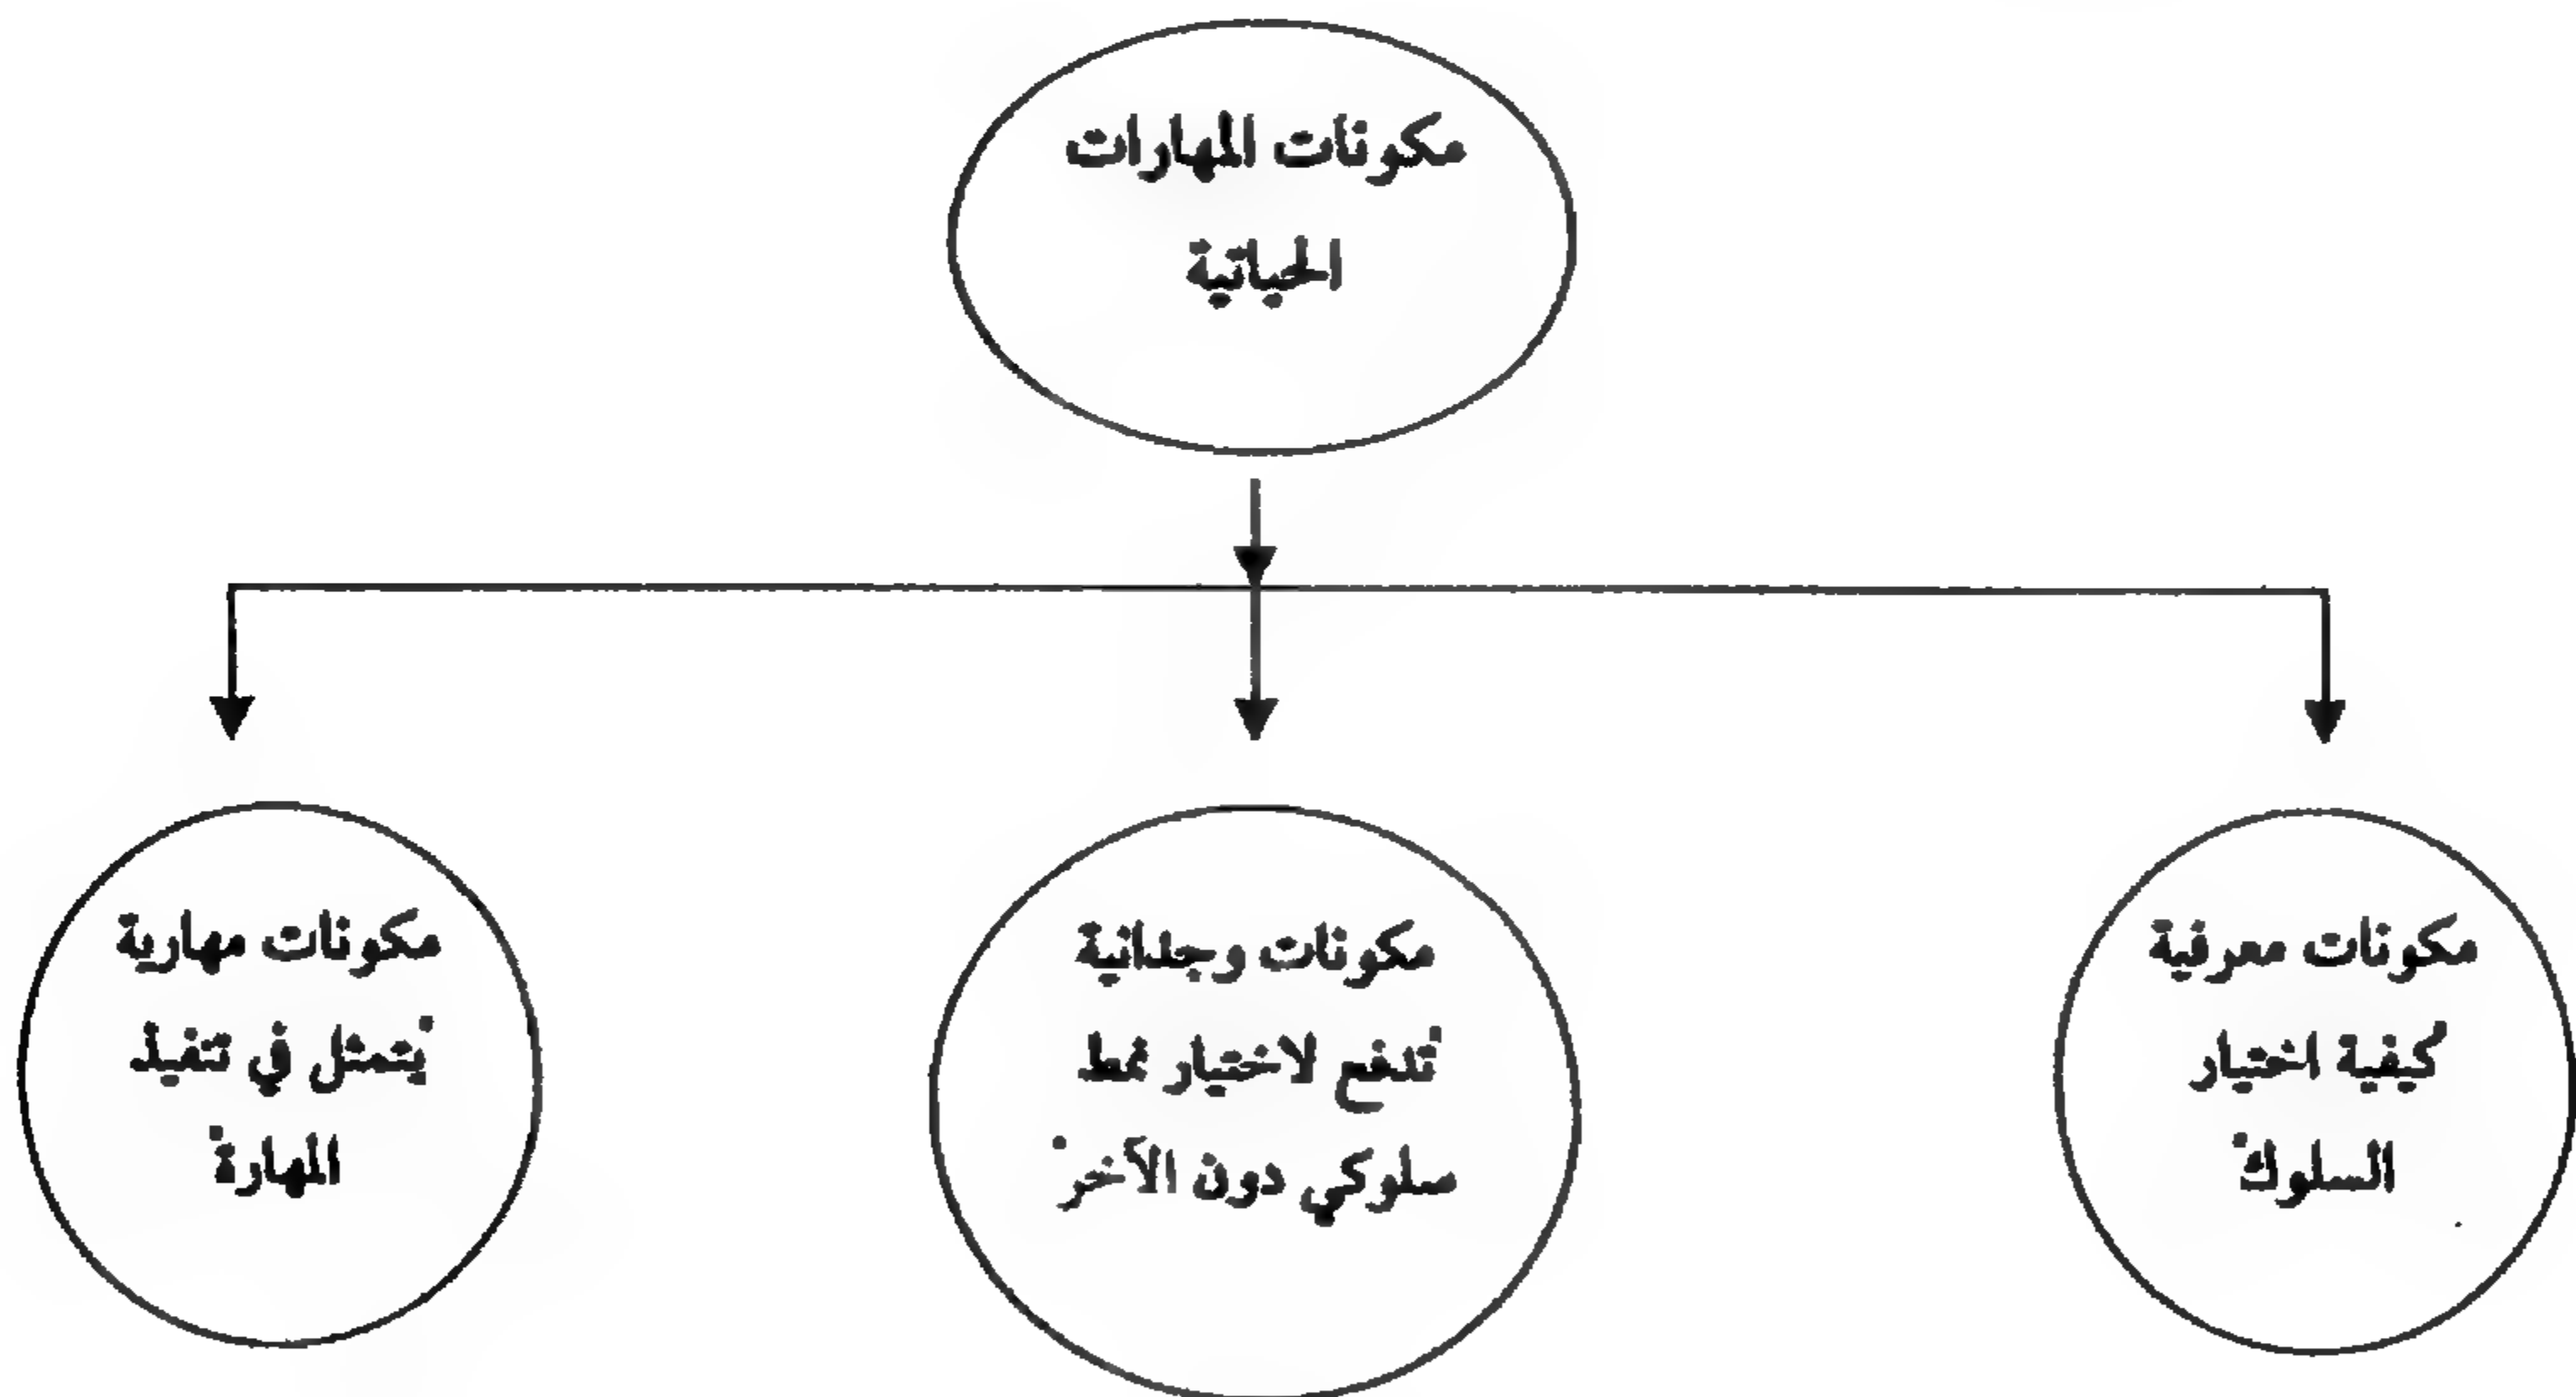 مكونات المهارات
الحياتية
مكونات معرفية
كيفية اختيار
السلوك
مكونات وجدانية
تدفع لاختيار نمط
سلوكي دون الآخر
مكونات مهارية
يتمثل في تنفيذ
المهارة